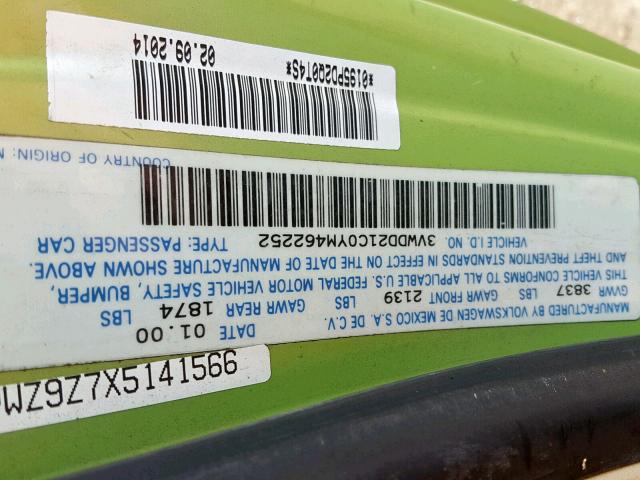 MANUFACTURED BY VOLKSWAGEN DE MEXICO S.A. DE C.V. DATE 01.00
GVWR 3837 LBS GAWR FRONT 2139 LBS GAWR REAR 1874 LBS
THIS VEHICLE CONFORMS TO ALL APPLICABLE U.S. FEDERAL MOTOR VEHICLE SAFETY, BUMPER,
AND THEFT PREVENTION STANDARDS IN EFFECT ON THE DATE OF MANUFACTURE SHOWN ABOVE.
VEHICLE I.D. NO. 3VWDD21C0YM462252 TYPE: PASSENGER CAR
COUNTRY OF ORIGIN:
*0195PD2Q0T4S* 02.09.2014
WZ9Z7X5141566